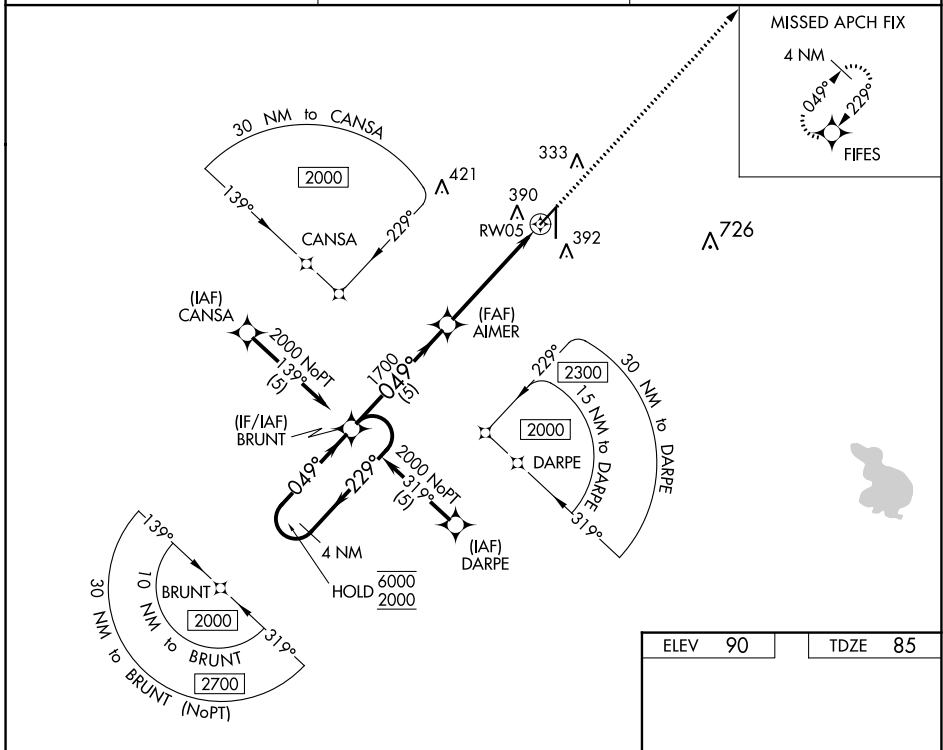 MISSED APCH FIX
4 NM
049°
229°
FIFES
30 NM to CANSA
2000
139°
229°
CANSA
421
333
390
RW05
392
726
(IAF)
CANSA
2000 NoPT
139°
(5)
(FAF)
AIMER
1700
049°
(5)
(IF/IAF)
BRUNT
049°
229°
4 NM
HOLD 6000
2000
2000 NoPT
319°
(5)
(IAF)
DARPE
229°
2300
30 NM to DARPE
15 NM to DARPE
2000
DARPE
319°
139°
BRUNT
319°
2000
10 NM to BRUNT
2700
30 NM to BRUNT (NoPT)
ELEV 90
TDZE 85